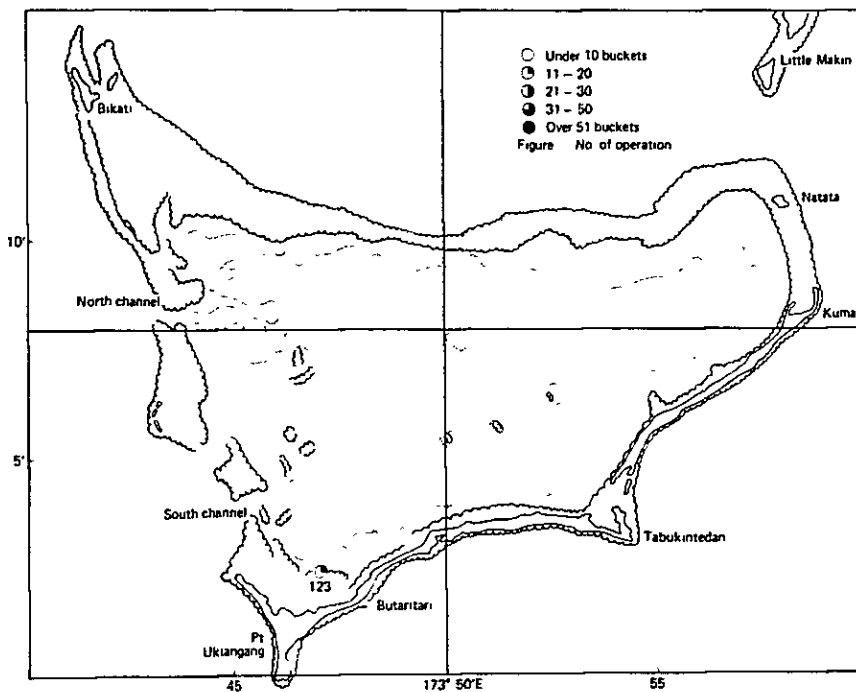 Under 10 buckets
11 – 20
21 – 30
31 – 50
Over 51 buckets
Figure No of operation
Little Makin
Bikati
Natata
10'
North channel
Kuma
5'
South channel
Tabukintedan
123
Butaritari
Pt
Ukiangang
45
173° 50'E
55